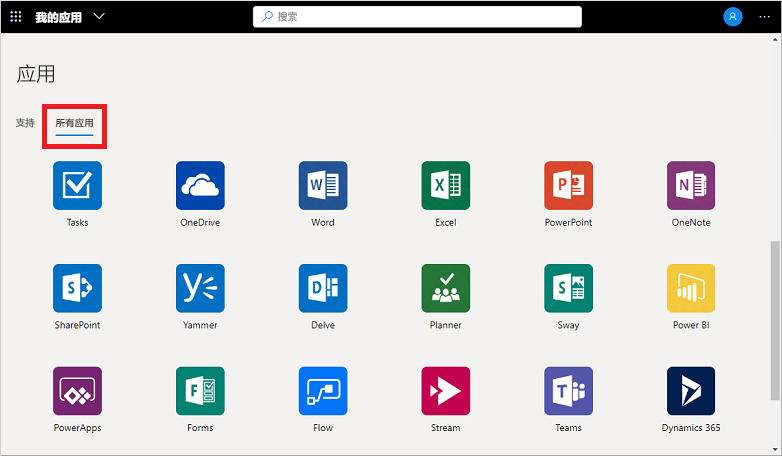 我的应用
搜索
应用
支持 所有应用
Tasks OneDrive Word Excel PowerPoint OneNote
SharePoint Yammer Delve Planner Sway Power BI
PowerApps Forms Flow Stream Teams Dynamics 365